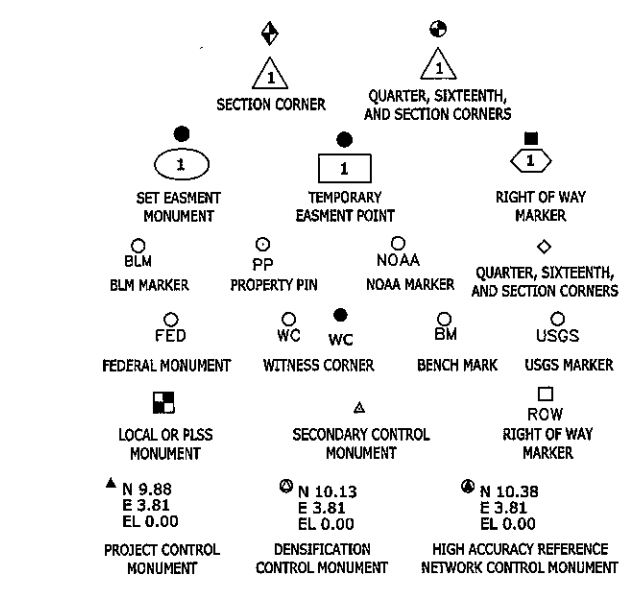 1
1
SECTION CORNER
QUARTER, SIXTEENTH,
AND SECTION CORNERS
1
1
1
SET EASMENT
MONUMENT
TEMPORARY
EASMENT POINT
RIGHT OF WAY
MARKER
BLM
PP
NOAA
BLM MARKER
PROPERTY PIN
NOAA MARKER
QUARTER, SIXTEENTH,
AND SECTION CORNERS
FED
WC
WC
BM
USGS
FEDERAL MONUMENT
WITNESS CORNER
BENCH MARK
USGS MARKER
ROW
LOCAL OR PLSS
MONUMENT
SECONDARY CONTROL
MONUMENT
RIGHT OF WAY
MARKER
N 9.88
E 3.81
EL 0.00
N 10.13
E 3.81
EL 0.00
N 10.38
E 3.81
EL 0.00
PROJECT CONTROL
MONUMENT
DENSIFICATION
CONTROL MONUMENT
HIGH ACCURACY REFERENCE
NETWORK CONTROL MONUMENT